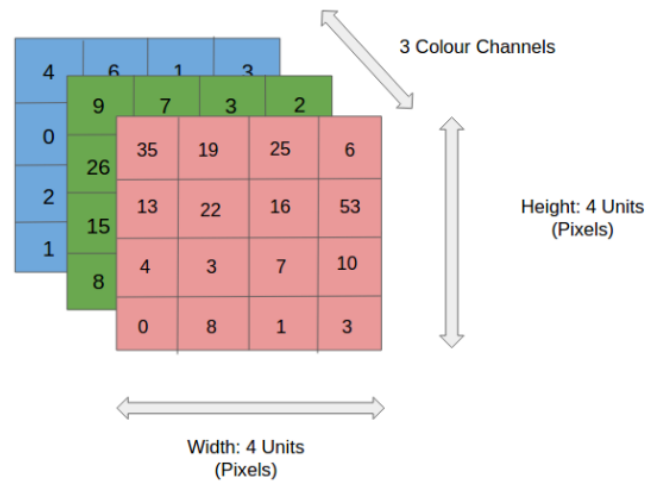 3 Colour Channels
4 6 1 3
9 7 3 2
0
35 19 25 6
26
13 22 16 53
Height: 4 Units
(Pixels)
2
15
4 3 7 10
1
8
0 8 1 3
Width: 4 Units
(Pixels)